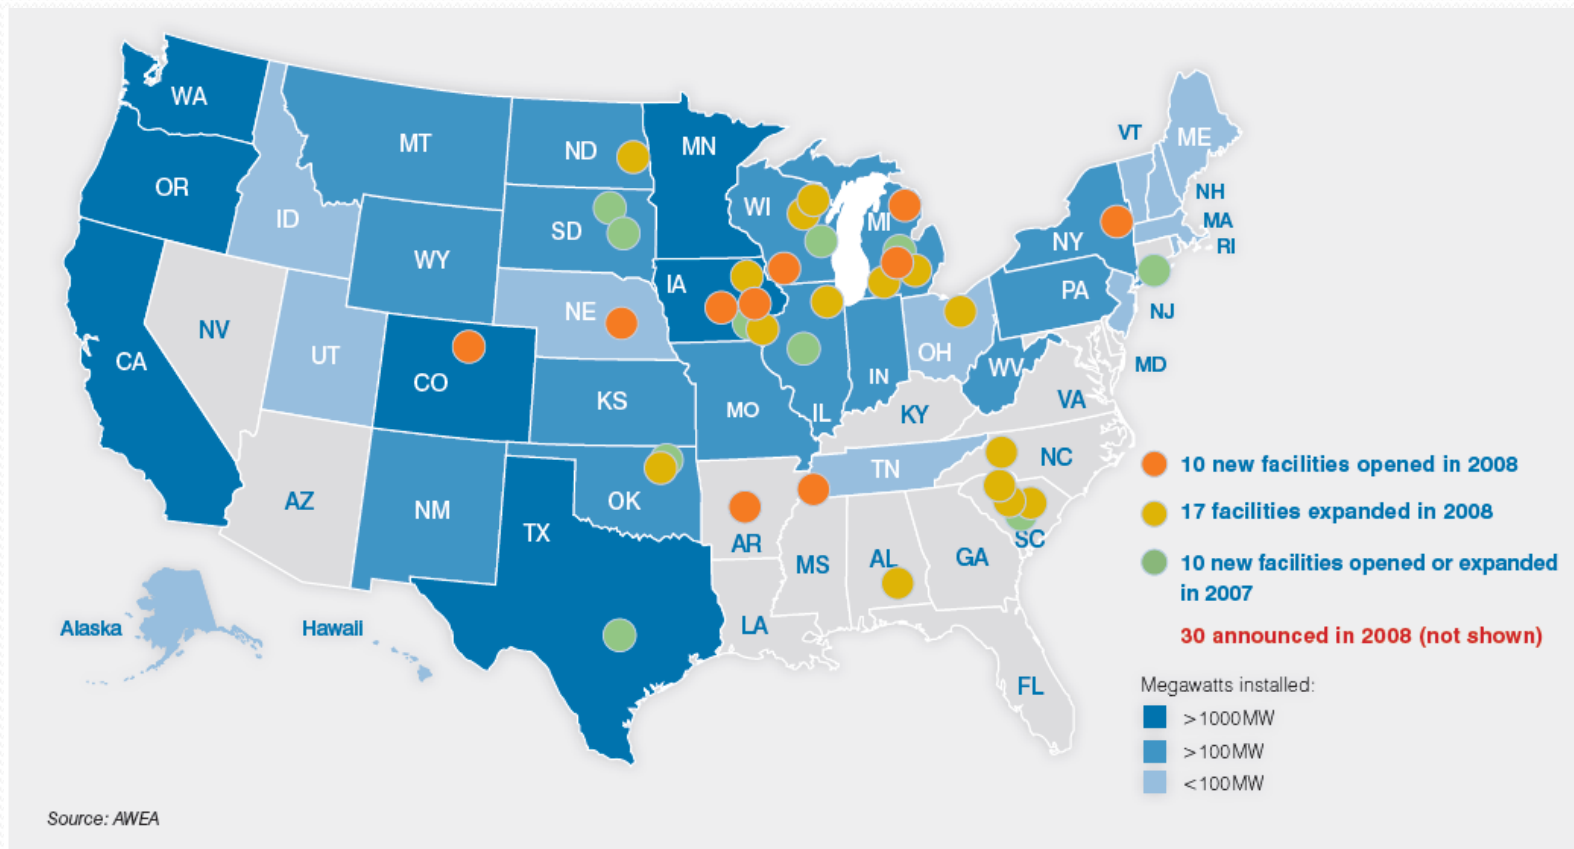 WA
MT
ND
MN
VT
ME
OR
ID
SD
WI
MI
NH
MA
NY
RI
WY
IA
PA
NE
NJ
NV
UT
CA
CO
OH
IN
WV
MD
KS
MO
IL
KY
VA
AZ
NM
OK
TN
NC
TX
AR
SC
MS
AL
GA
LA
FL
Alaska
Hawaii
10 new facilities opened in 2008
17 facilities expanded in 2008
10 new facilities opened or expanded
in 2007
30 announced in 2008 (not shown)
Megawatts installed:
>1000MW
>100MW
<100MW
Source: AWEA